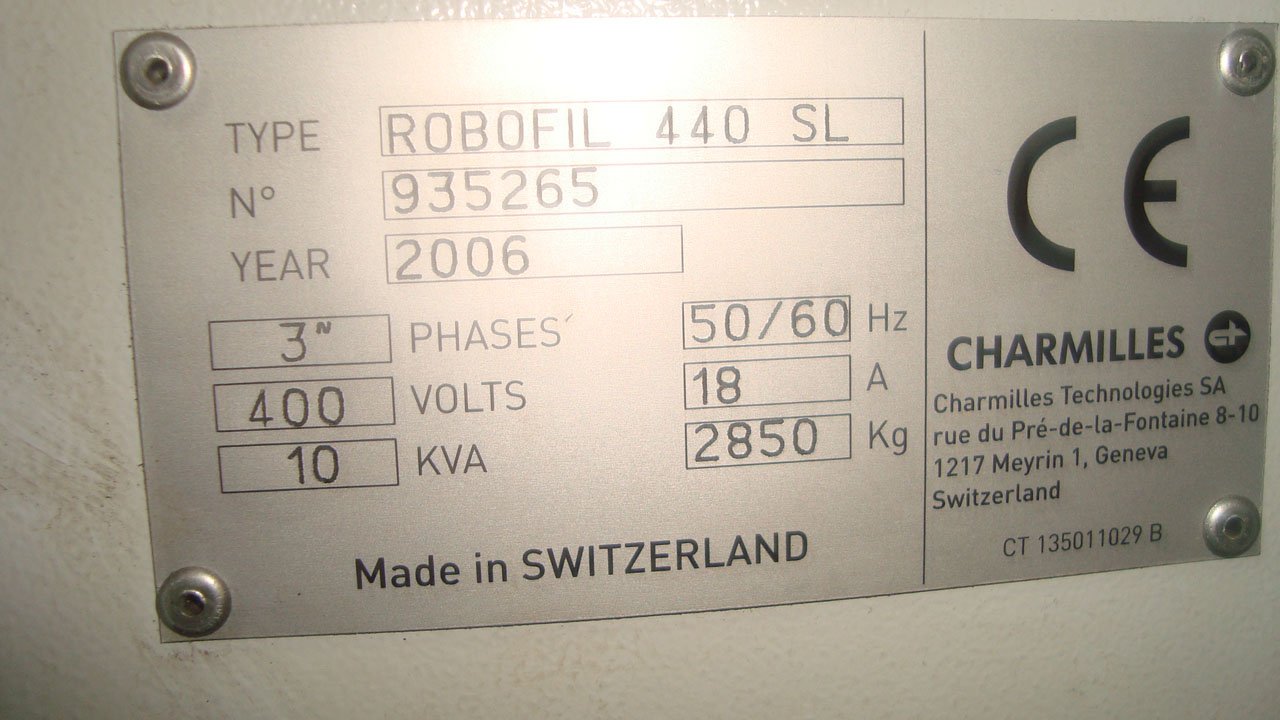 TYPE ROBOFIL 440 SL
N° 935265
YEAR 2006
3~ PHASES 50/60 Hz
400 VOLTS 18 A
10 KVA 2850 Kg
Made in SWITZERLAND
CE
CHARMILLES
Charmilles Technologies SA
rue du Pré-de-la-Fontaine 8-10
1217 Meyrin 1, Geneva
Switzerland
CT 135011029 B